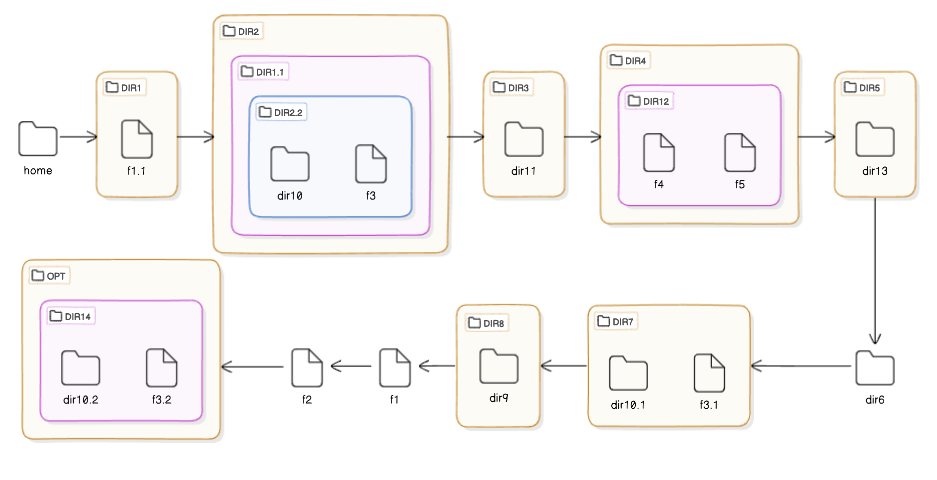 home
DIR1
f1.1
DIR2
DIR1.1
DIR2.2
dir10
f3
DIR3
dir11
DIR4
DIR12
f4
f5
DIR5
dir13
dir6
DIR7
dir10.1
f3.1
DIR8
dir9
f1
f2
OPT
DIR14
dir10.2
f3.2